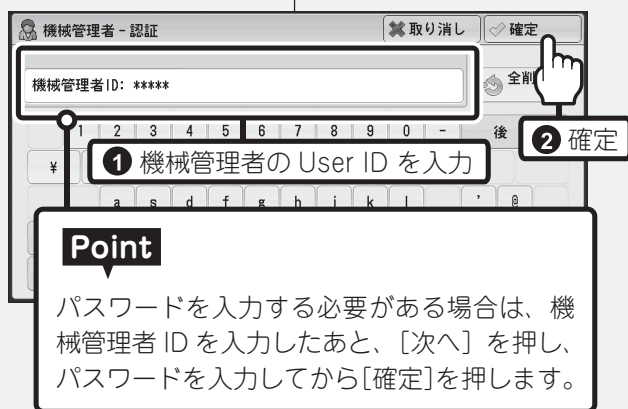 機械管理者 - 認証
取り消し
確定
機械管理者ID: *****
全削
1 2 3 4 5 6 7 8 9 0 - 後
❷ 確定
¥
❶ 機械管理者の User ID を入力
a s d f g h j k l ' @
Point
パスワードを入力する必要がある場合は、機
械管理者 ID を入力したあと、［次へ］を押し、
パスワードを入力してから[確定]を押します。